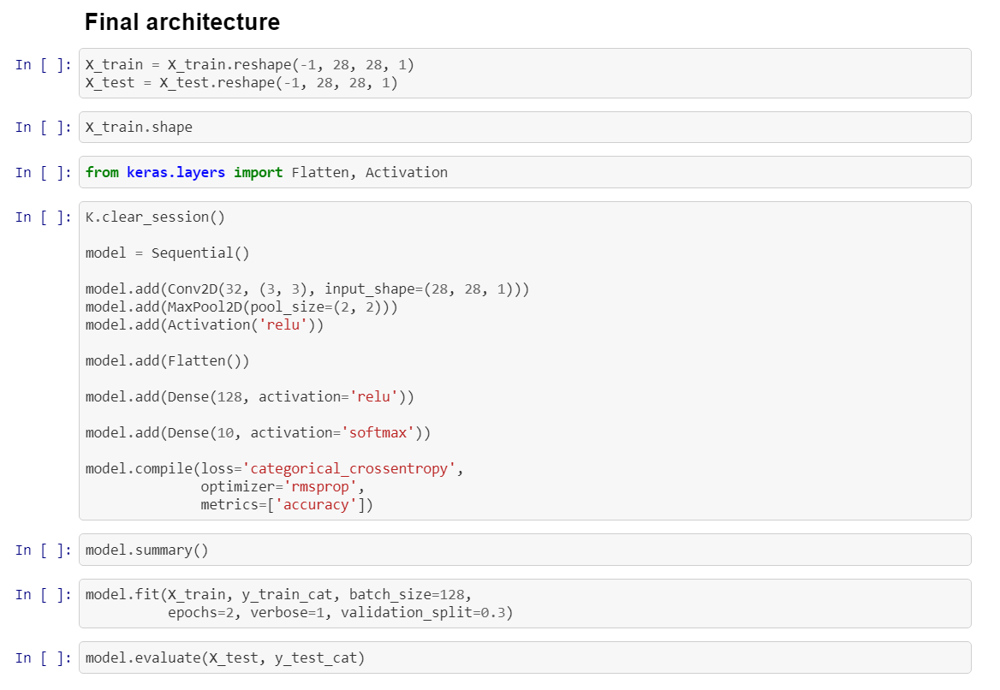 Final architecture
In [ ]: X_train = X_train.reshape(-1, 28, 28, 1)
X_test = X_test.reshape(-1, 28, 28, 1)
In [ ]: X_train.shape
In [ ]: from keras.layers import Flatten, Activation
In [ ]: K.clear_session()
model = Sequential()
model.add(Conv2D(32, (3, 3), input_shape=(28, 28, 1)))
model.add(MaxPool2D(pool_size=(2, 2)))
model.add(Activation('relu'))
model.add(Flatten())
model.add(Dense(128, activation='relu'))
model.add(Dense(10, activation='softmax'))
model.compile(loss='categorical_crossentropy',
optimizer='rmsprop',
metrics=['accuracy'])
In [ ]: model.summary()
In [ ]: model.fit(X_train, y_train_cat, batch_size=128,
epochs=2, verbose=1, validation_split=0.3)
In [ ]: model.evaluate(X_test, y_test_cat)